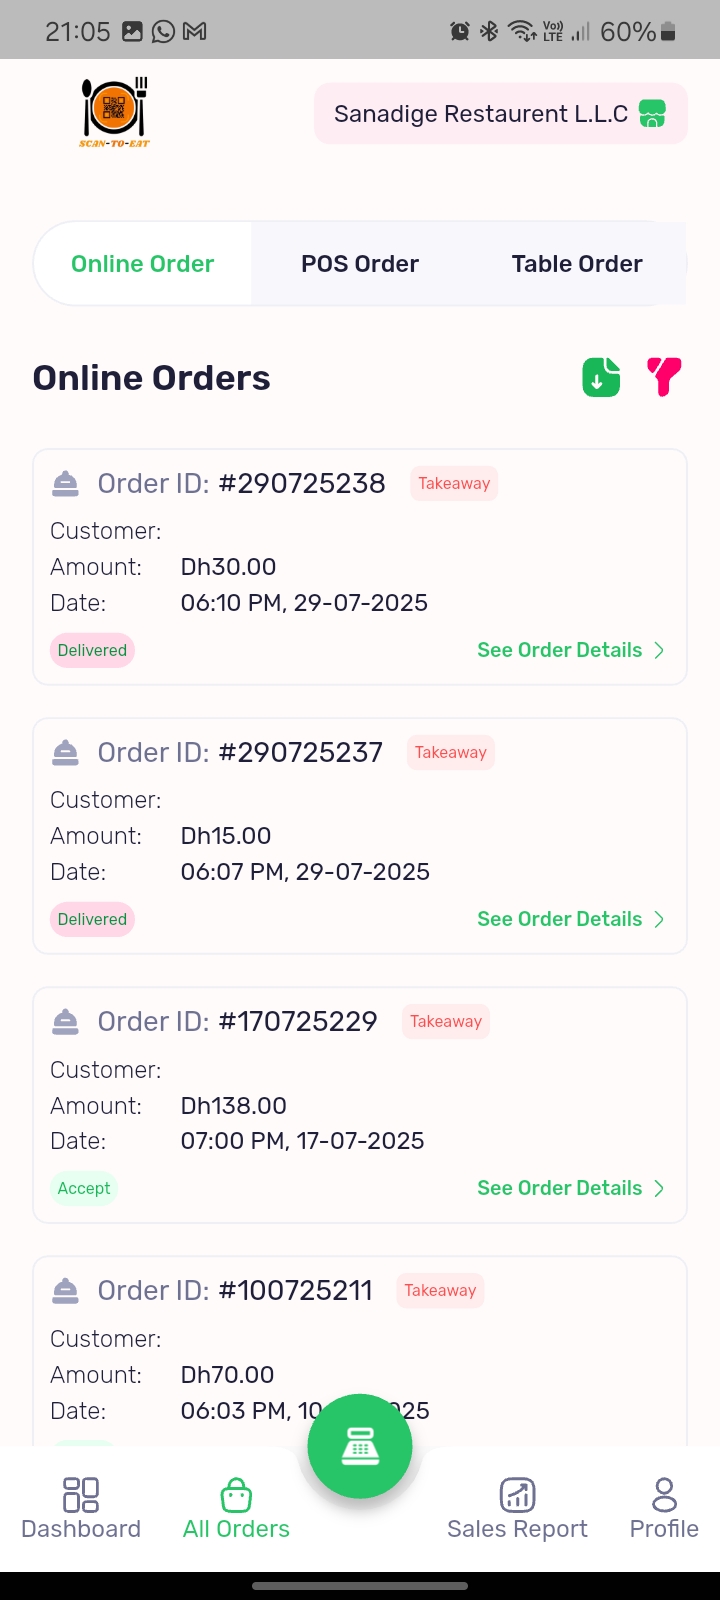 21:05 Vo)) LTE 60%
SCAN-TO-EAT
Sanadige Restaurent L.L.C
Online Order POS Order Table Order
Online Orders
Order ID: #290725238 Takeaway
Customer:
Amount: Dh30.00
Date: 06:10 PM, 29-07-2025
Delivered See Order Details
Order ID: #290725237 Takeaway
Customer:
Amount: Dh15.00
Date: 06:07 PM, 29-07-2025
Delivered See Order Details
Order ID: #170725229 Takeaway
Customer:
Amount: Dh138.00
Date: 07:00 PM, 17-07-2025
Accept See Order Details
Order ID: #100725211 Takeaway
Customer:
Amount: Dh70.00
Date: 06:03 PM, 10 025
Dashboard All Orders Sales Report Profile